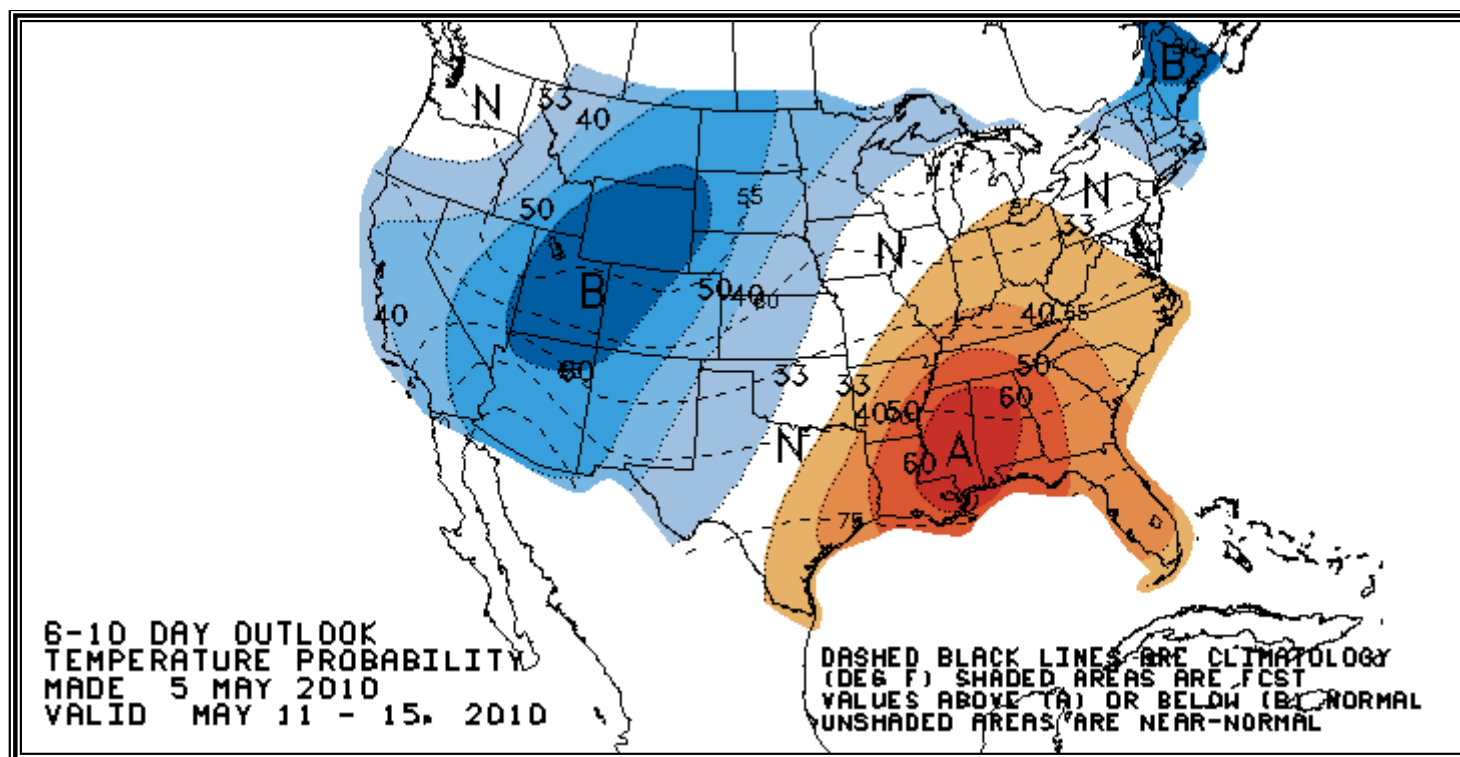 N
33
40
B
50
55
N
N
33
B
50
40
60
40
40
55
33
33
50
60
40
50
N
A
60
75
6-10 DAY OUTLOOK
TEMPERATURE PROBABILITY
MADE 5 MAY 2010
VALID MAY 11 - 15, 2010
DASHED BLACK LINES ARE CLIMATOLOGY
(DEG F) SHADED AREAS ARE FCST
VALUES ABOVE (A) OR BELOW (B) NORMAL
UNSHADED AREAS ARE NEAR-NORMAL